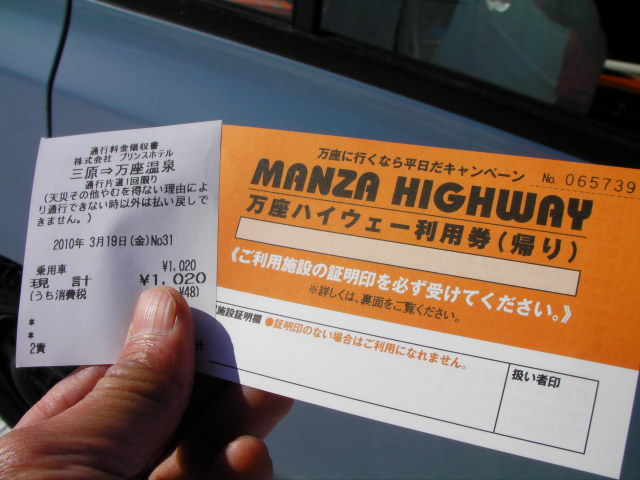 通行料金領収書
株式会社 プリンスホテル
三原⇒万座温泉
通行片道1回限り
(天災その他やむを得ない理由によ
り通行できない時以外は払い戻しで
きません。)
2010年 3月19日(金)No31
乗用車 ¥1,020
現 計 ¥1,020
(うち消費税 ¥48)
*
*
2責
万座に行くなら平日だキャンペーン
No. 065739
MANZA HIGHWAY
万座ハイウェー利用券(帰り)
《ご利用施設の証明印を必ず受けてください。》
※詳しくは、裏面をご覧ください。
施設証明欄 ●証明印のない場合はご利用になれません。
扱い者印